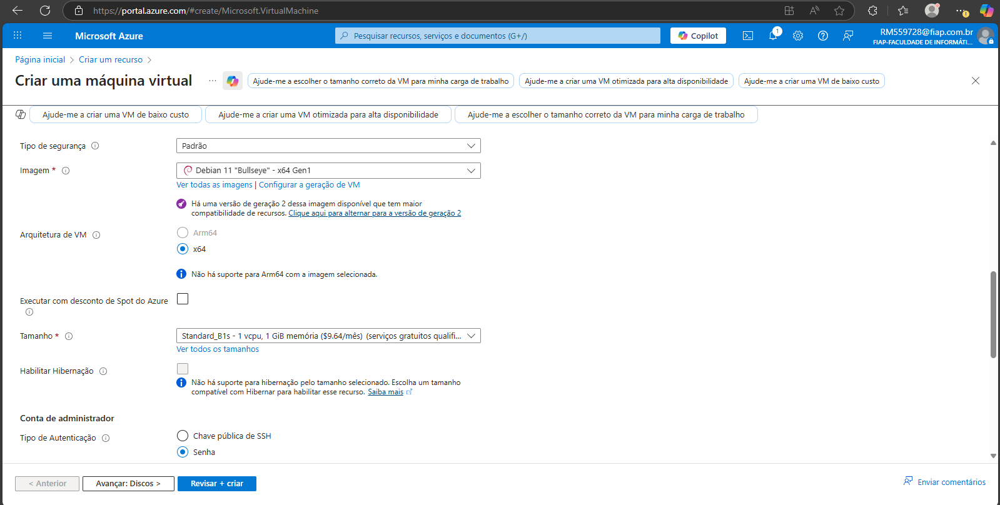 https://portal.azure.com/#create/Microsoft.VirtualMachine
Microsoft Azure
Pesquisar recursos, serviços e documentos (G+/)
Copilot
1
RM559728@fiap.com.br
FIAP-FACULDADE DE INFORMÁTI...
Página inicial > Criar um recurso >
Criar uma máquina virtual
...
Ajude-me a escolher o tamanho correto da VM para minha carga de trabalho
Ajude-me a criar uma VM otimizada para alta disponibilidade
Ajude-me a criar uma VM de baixo custo
Ajude-me a criar uma VM de baixo custo
Ajude-me a criar uma VM otimizada para alta disponibilidade
Ajude-me a escolher o tamanho correto da VM para minha carga de trabalho
Tipo de segurança
Padrão
Imagem *
Debian 11 "Bullseye" - x64 Gen1
Ver todas as imagens | Configurar a geração de VM
Há uma versão de geração 2 dessa imagem disponível que tem maior
compatibilidade de recursos. Clique aqui para alternar para a versão de geração 2
Arquitetura de VM
Arm64
x64
Não há suporte para Arm64 com a imagem selecionada.
Executar com desconto de Spot do Azure
Tamanho *
Standard_B1s - 1 vcpu, 1 GiB memória ($9.64/mês) (serviços gratuitos qualifi...
Ver todos os tamanhos
Habilitar Hibernação
Não há suporte para hibernação pelo tamanho selecionado. Escolha um tamanho
compatível com Hibernar para habilitar esse recurso. Saiba mais
Conta de administrador
Tipo de Autenticação
Chave pública de SSH
Senha
< Anterior
Avançar: Discos >
Revisar + criar
Enviar comentários